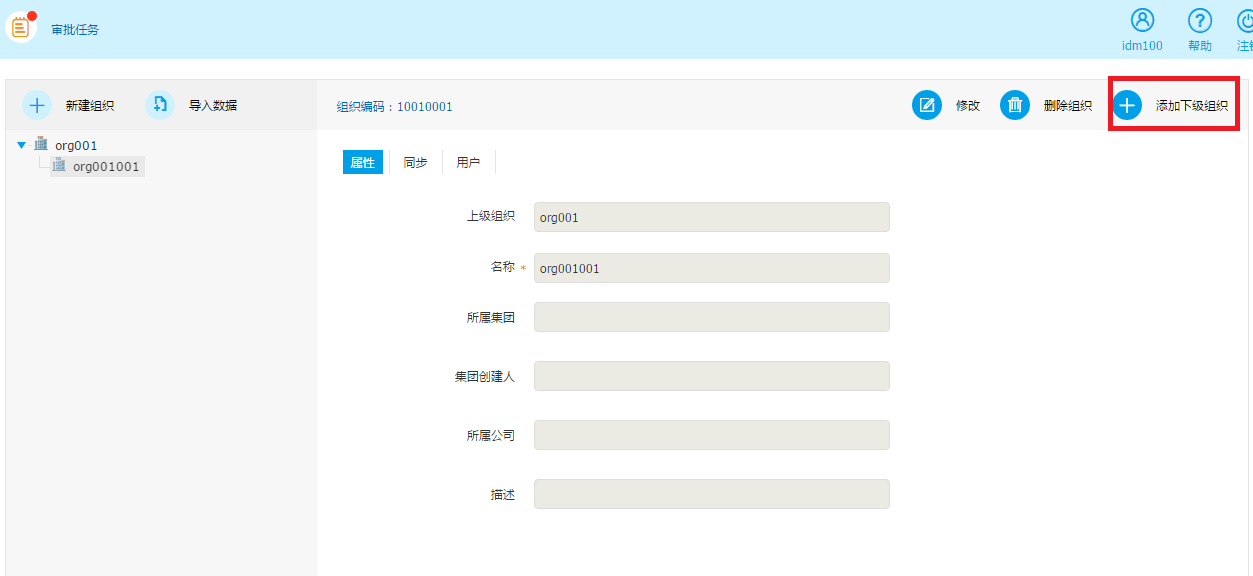 审批任务
idm100
帮助
新建组织
导入数据
组织编码：10010001
修改
删除组织
添加下级组织
org001
org001001
属性
同步
用户
上级组织
org001
名称 *
org001001
所属集团
集团创建人
所属公司
描述